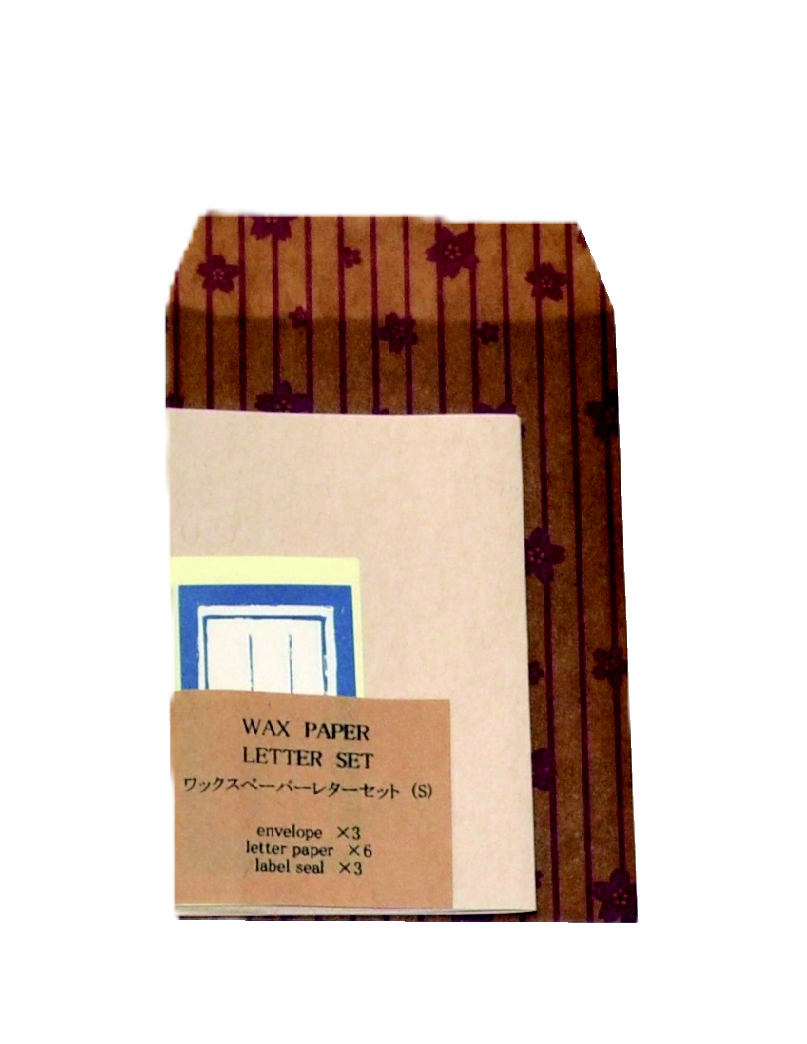 WAX PAPER
LETTER SET
ワックスペーパーレターセット (S)
envelope ×3
letter paper ×6
label seal ×3